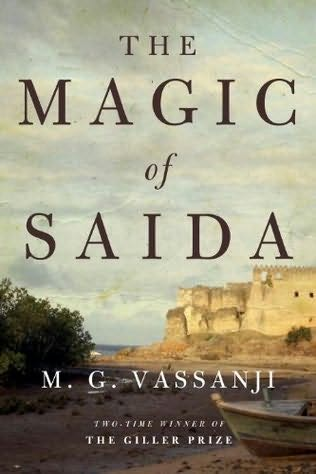 THE
MAGIC
of
SAIDA
M. G. VASSANJI
TWO-TIME WINNER OF
THE GILLER PRIZE